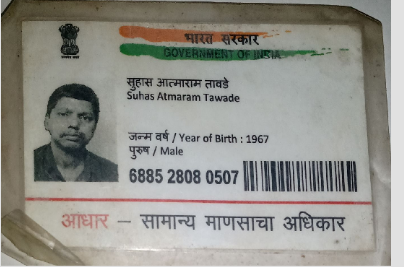 भारत सरकार
GOVERNMENT OF INDIA
सुहास आत्माराम तावडे
Suhas Atmaram Tawade
जन्म वर्ष / Year of Birth : 1967
पुरुष / Male
6885 2808 0507
आधार – सामान्य माणसाचा अधिकार